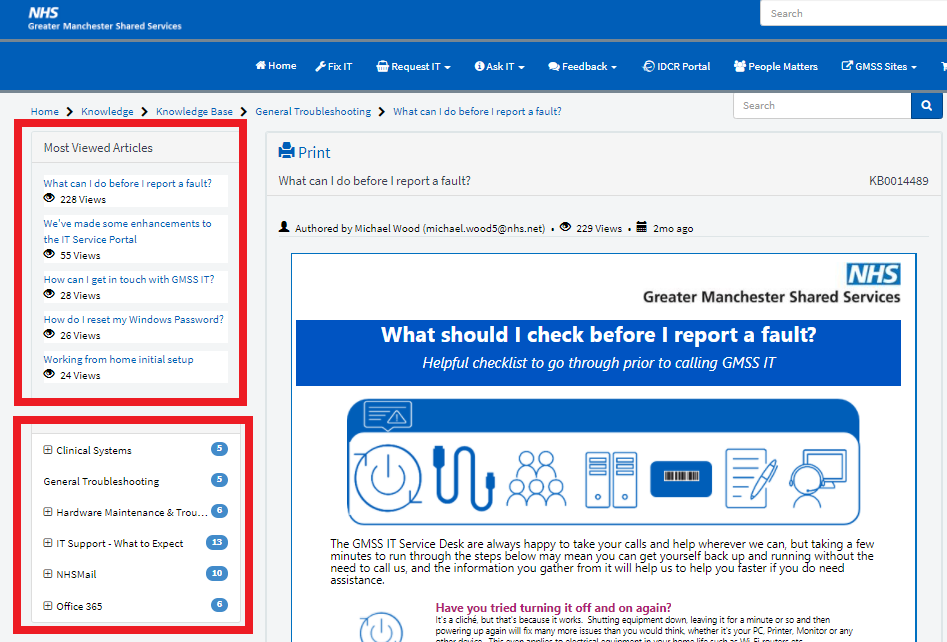 NHS
Greater Manchester Shared Services
Search
Home
Fix IT
Request IT
Ask IT
Feedback
IDCR Portal
People Matters
GMSS Sites
Home > Knowledge > Knowledge Base > General Troubleshooting > What can I do before I report a fault?
Search
Most Viewed Articles
What can I do before I report a fault?
228 Views
We've made some enhancements to
the IT Service Portal
55 Views
How can I get in touch with GMSS IT?
28 Views
How do I reset my Windows Password?
26 Views
Working from home initial setup
24 Views
Clinical Systems 5
General Troubleshooting 5
Hardware Maintenance & Trou... 6
IT Support - What to Expect 13
NHSMail 10
Office 365 6
Print
What can I do before I report a fault? KB0014489
Authored by Michael Wood (michael.wood5@nhs.net) • 229 Views • 2mo ago
NHS
Greater Manchester Shared Services
What should I check before I report a fault?
Helpful checklist to go through prior to calling GMSS IT
The GMSS IT Service Desk are always happy to take your calls and help wherever we can, but taking a few
minutes to run through the steps below may mean you can get yourself back up and running without the
need to call us, and the information you gather from it will help us to help you faster if you do need
assistance.
Have you tried turning it off and on again?
It's a cliché, but that's because it works. Shutting equipment down, leaving it for a minute or so and then
powering up again will fix many more issues than you would think, whether it's your PC, Printer, Monitor or any
other device. This even applies to electrical equipment in your home life such as Wi-Fi routers etc.